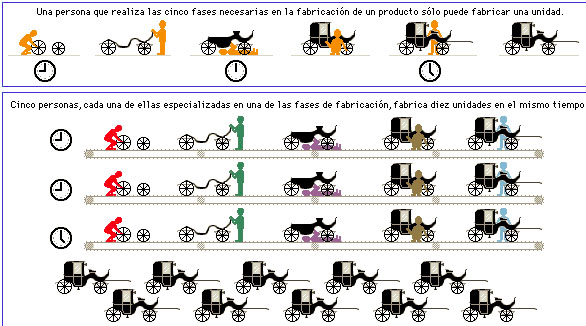 Una persona que realiza las cinco fases necesarias en la fabricación de un producto sólo puede fabricar una unidad.
Cinco personas, cada una de ellas especializadas en una de las fases de fabricación, fabrica diez unidades en el mismo tiempo